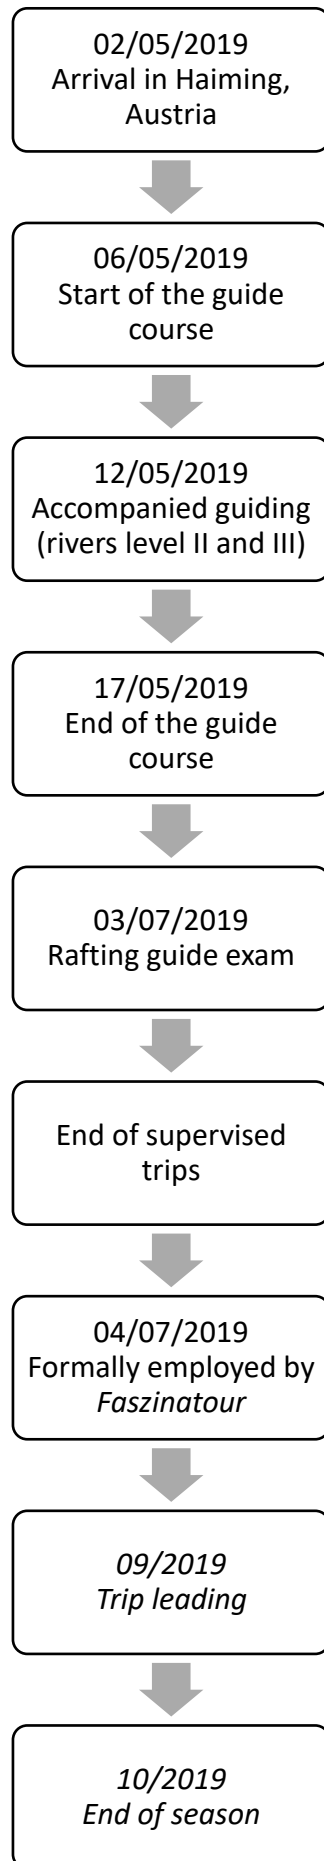 02/05/2019
Arrival in Haiming,
Austria
06/05/2019
Start of the guide
course
12/05/2019
Accompanied guiding
(rivers level II and III)
17/05/2019
End of the guide
course
03/07/2019
Rafting guide exam
End of supervised
trips
04/07/2019
Formally employed by
Faszinatour
09/2019
Trip leading
10/2019
End of season